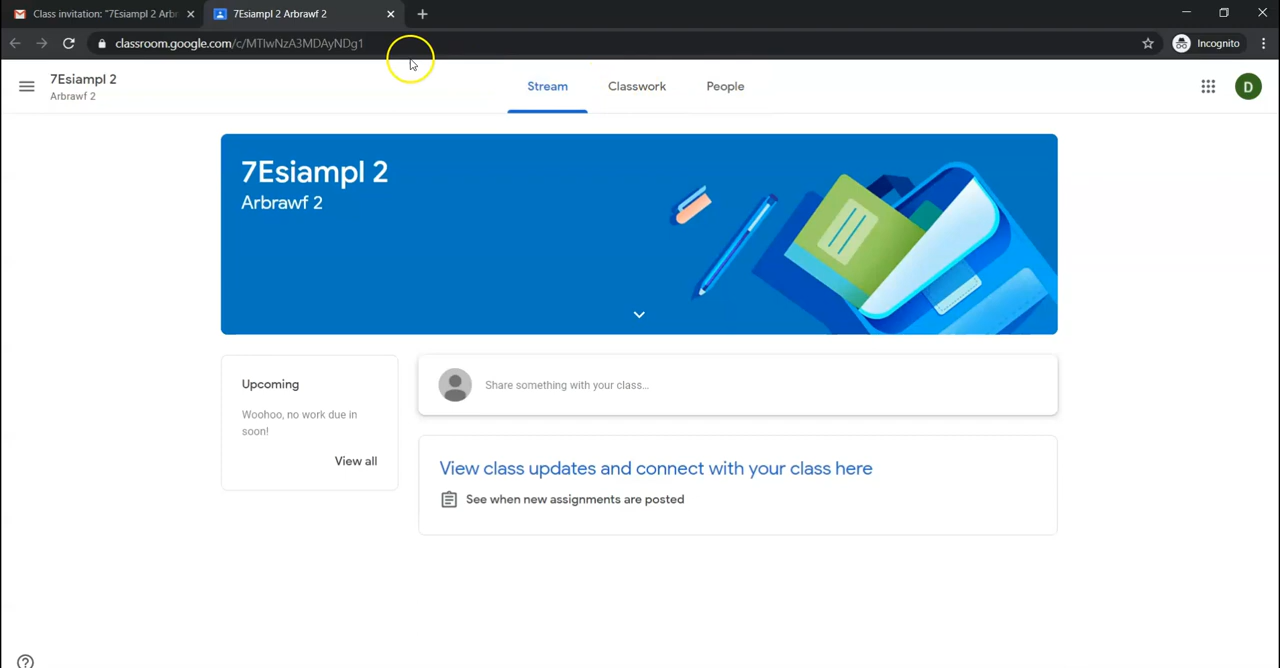 Class invitation: "7Esiampl 2 Arbr
7Esiampl 2 Arbrawf 2
classroom.google.com/c/MTIwNzA3MDAyNDg1
Incognito
7Esiampl 2
Arbrawf 2
Stream
Classwork
People
D
7Esiampl 2
Arbrawf 2
Upcoming
Woohoo, no work due in
soon!
View all
Share something with your class...
View class updates and connect with your class here
See when new assignments are posted